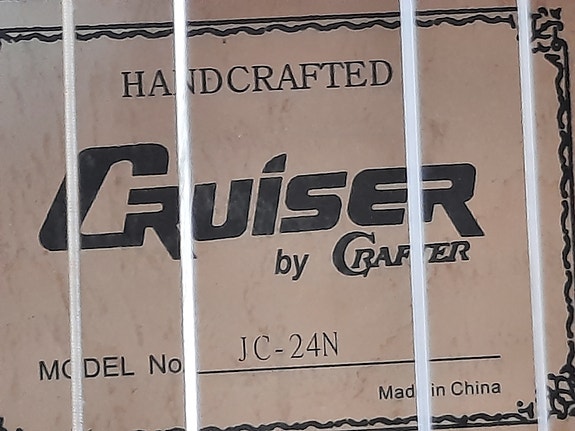 HANDCRAFTED
CRUISER
by CRAFTER
MODEL No. JC-24N
Made in China